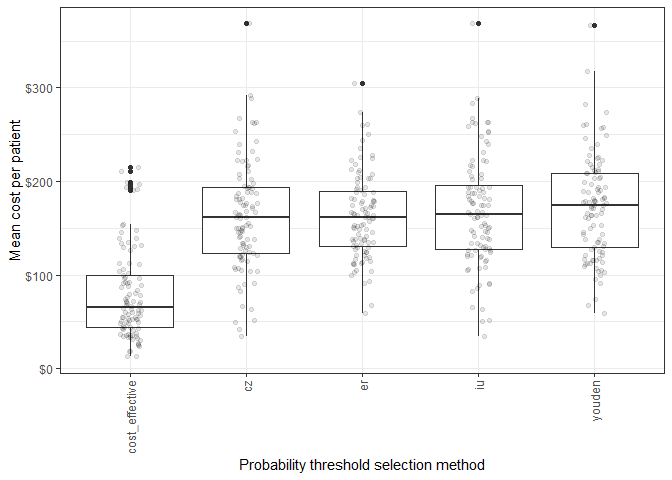 Mean cost per patient
$300
$200
$100
$0
cost_effective
cz
er
iu
youden
Probability threshold selection method